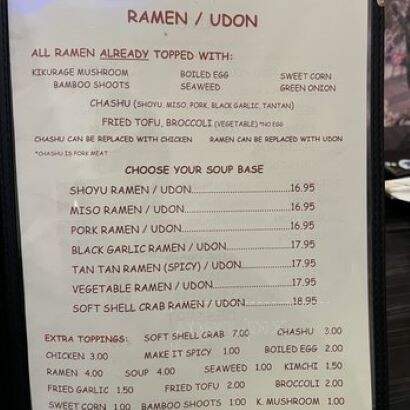 RAMEN / UDON
ALL RAMEN ALREADY TOPPED WITH:
KIKURAGE MUSHROOM BOILED EGG SWEET CORN
BAMBOO SHOOTS SEAWEED GREEN ONION
CHASHU (SHOYU, MISO, PORK, BLACK GARLIC, TANTAN)
FRIED TOFU, BROCCOLI (VEGETABLE) *NO EGG
CHASHU CAN BE REPLACED WITH CHICKEN RAMEN CAN BE REPLACED WITH UDON
*CHASHU IS PORK MEAT
CHOOSE YOUR SOUP BASE
SHOYU RAMEN / UDON 16.95
MISO RAMEN / UDON 16.95
PORK RAMEN / UDON 16.95
BLACK GARLIC RAMEN / UDON 17.95
TAN TAN RAMEN (SPICY) / UDON 17.95
VEGETABLE RAMEN / UDON 17.95
SOFT SHELL CRAB RAMEN / UDON 18.95
EXTRA TOPPINGS: SOFT SHELL CRAB 7.00 CHASHU 3.00
CHICKEN 3.00 MAKE IT SPICY 1.00 BOILED EGG 2.00
RAMEN 4.00 SOUP 4.00 SEAWEED 1.00 KIMCHI 1.50
FRIED GARLIC 1.50 FRIED TOFU 2.00 BROCCOLI 2.00
SWEET CORN 1.00 BAMBOO SHOOTS 1.00 K. MUSHROOM 1.00